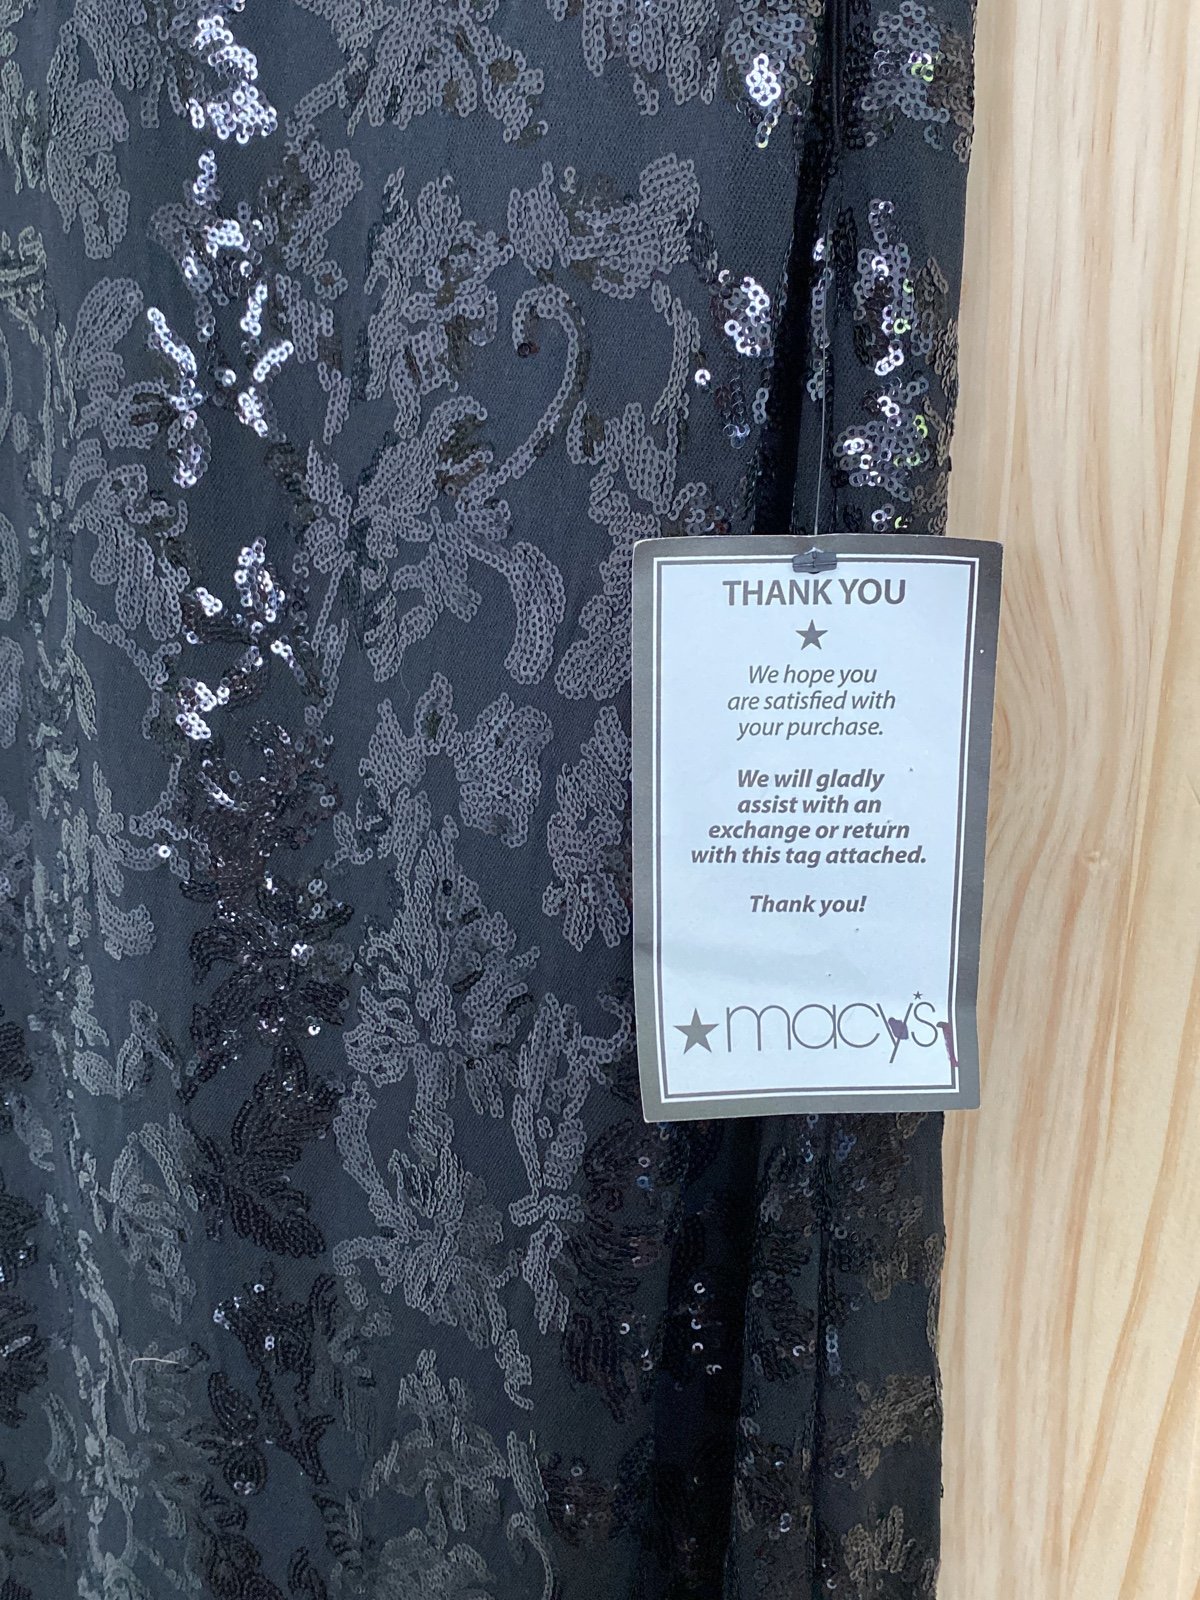 THANK YOU
We hope you
are satisfied with
your purchase.
We will gladly
assist with an
exchange or return
with this tag attached.
Thank you!
macy's